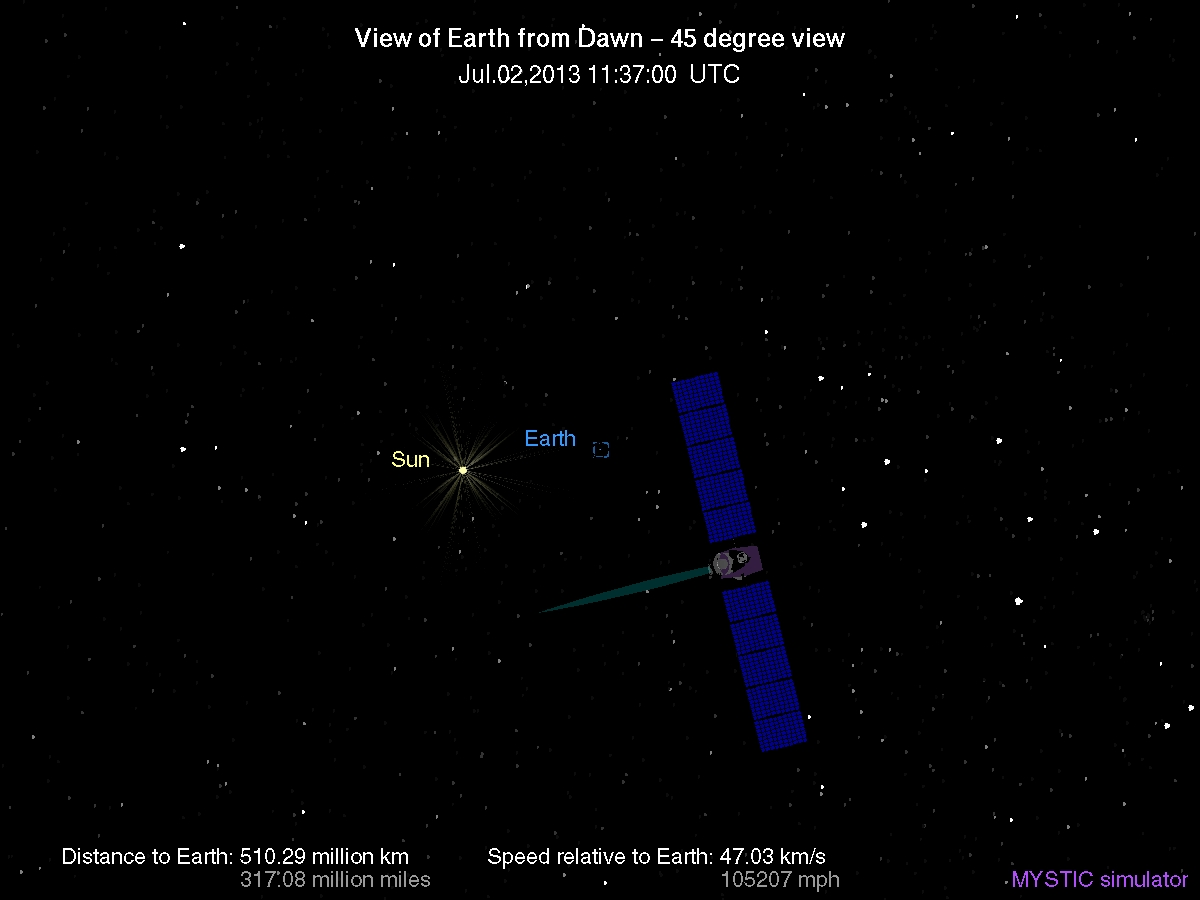 View of Earth from Dawn – 45 degree view
Jul.02,2013 11:37:00 UTC
Earth
Sun
Distance to Earth: 510.29 million km
317.08 million miles
Speed relative to Earth: 47.03 km/s
105207 mph
MYSTIC simulator